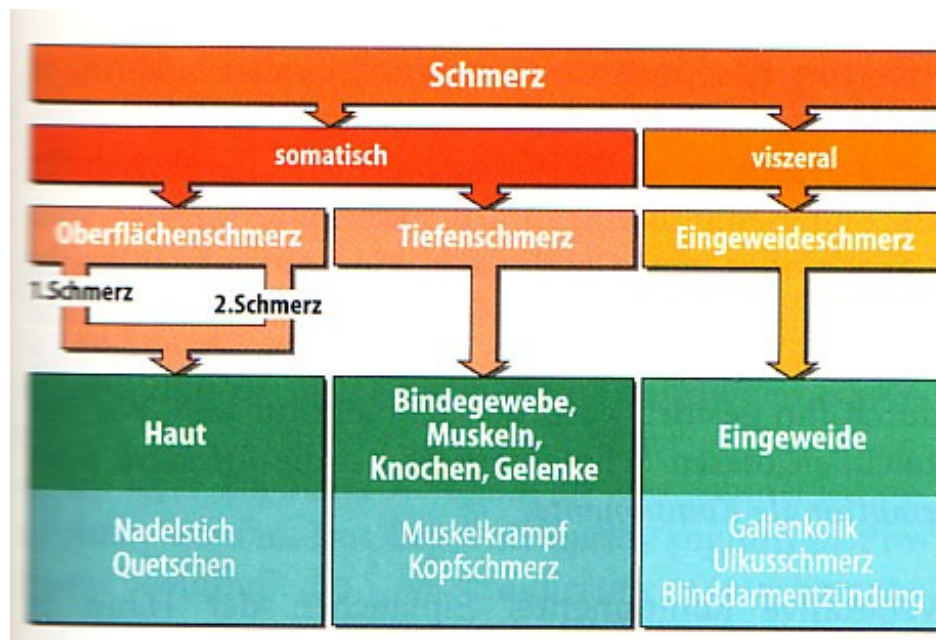 Schmerz
somatisch
viszeral
Oberflächenschmerz
Tiefenschmerz
Eingeweideschmerz
1.Schmerz
2.Schmerz
Haut
Bindegewebe,
Muskeln,
Knochen, Gelenke
Eingeweide
Nadelstich
Quetschen
Muskelkrampf
Kopfschmerz
Gallenkolik
Ulkusschmerz
Blinddarmentzündung